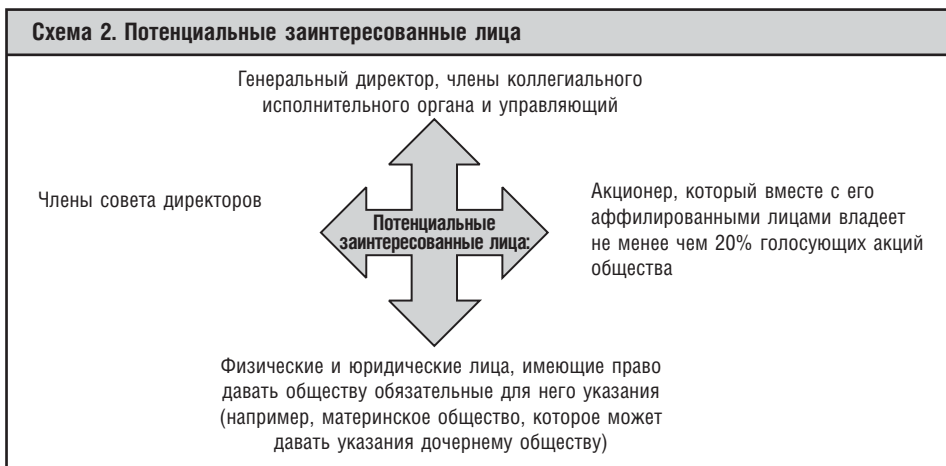 Схема 2. Потенциальные заинтересованные лица
Генеральный директор, члены коллегиального
исполнительного органа и управляющий
Члены совета директоров
Потенциальные
заинтересованные лица:
Акционер, который вместе с его
аффилированными лицами владеет
не менее чем 20% голосующих акций
общества
Физические и юридические лица, имеющие право
давать обществу обязательные для него указания
(например, материнское общество, которое может
давать указания дочернему обществу)